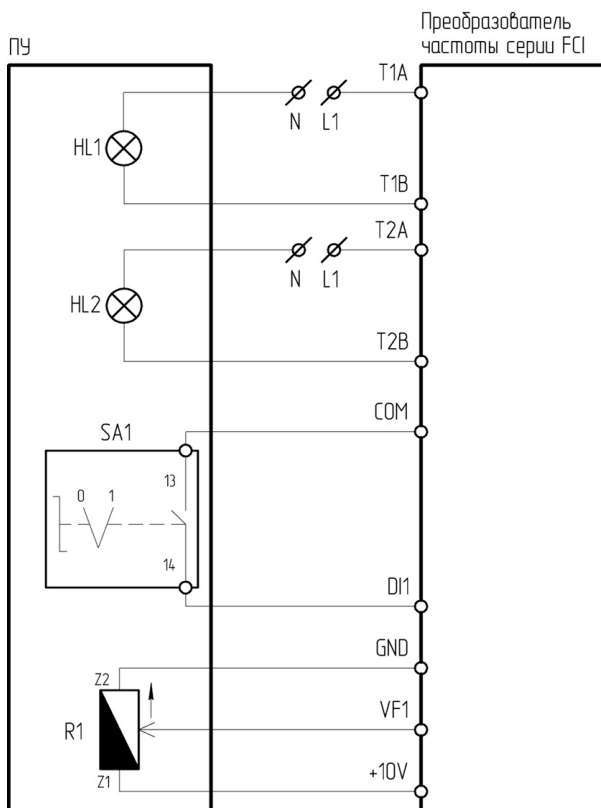 Преобразователь
частоты серии FCI
ПУ
T1A
N L1
HL1
T1B
T2A
N L1
HL2
T2B
COM
SA1
13
0 1
14
DI1
GND
Z2
R1
VF1
Z1
+10V